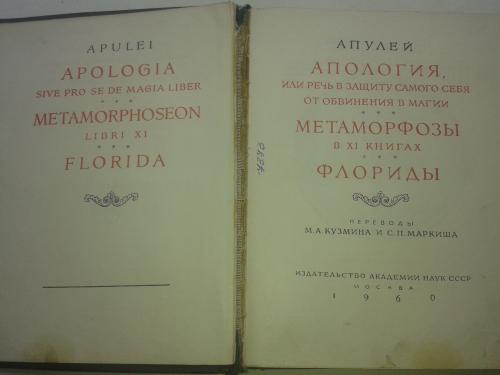 APULEI
APOLOGIA
SIVE PRO SE DE MAGIA LIBER
* * *
METAMORPHOSEON
LIBRI XI
* * *
FLORIDA
АПУЛЕЙ
АПОЛОГИЯ,
ИЛИ РЕЧЬ В ЗАЩИТУ САМОГО СЕБЯ
ОТ ОБВИНЕНИЯ В МАГИИ
* * *
МЕТАМОРФОЗЫ
В XI КНИГАХ
* * *
ФЛОРИДЫ
ПЕРЕВОДЫ
М.А.КУЗМИНА И С.П.МАРКИША
ИЗДАТЕЛЬСТВО АКАДЕМИИ НАУК СССР
МОСКВА
1960